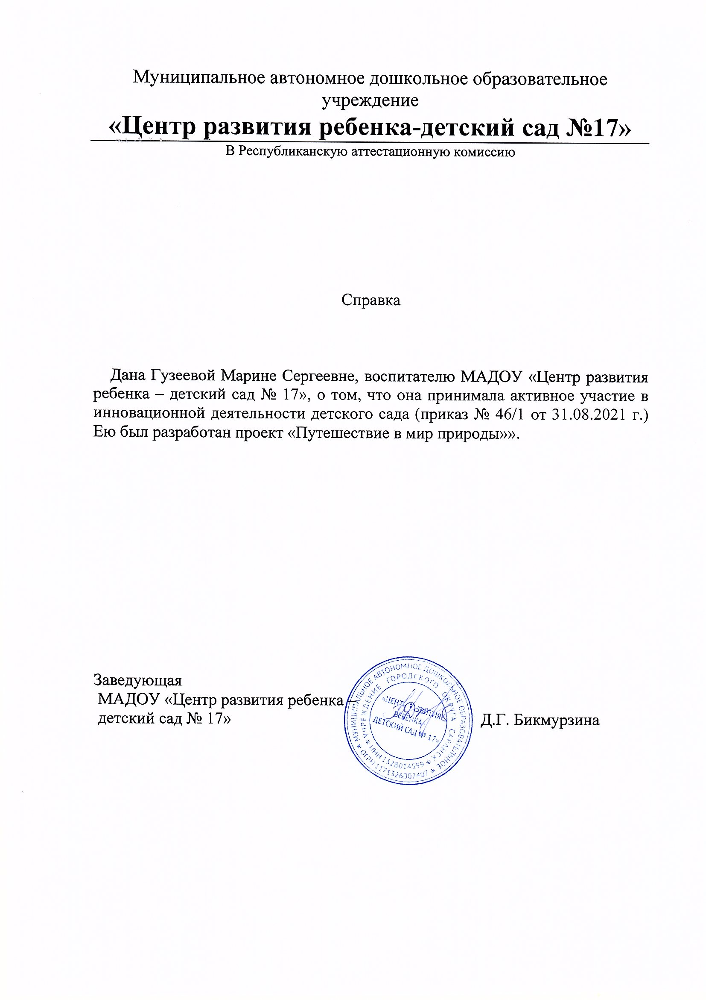 Муниципальное автономное дошкольное образовательное
учреждение
«Центр развития ребенка-детский сад №17»
В Республиканскую аттестационную комиссию
Справка
Дана Гузеевой Марине Сергеевне, воспитателю МАДОУ «Центр развития
ребенка – детский сад № 17», о том, что она принимала активное участие в
инновационной деятельности детского сада (приказ № 46/1 от 31.08.2021 г.)
Ею был разработан проект «Путешествие в мир природы»».
Заведующая
МАДОУ «Центр развития ребенка –
детский сад № 17»
Д.Г. Бикмурзина
* МУНИЦИПАЛЬНОЕ АВТОНОМНОЕ ДОШКОЛЬНОЕ ОБРАЗОВАТЕЛЬНОЕ
* УЧРЕЖДЕНИЕ ГОРОДСКОГО ОКРУГА САРАНСК
* ИНН 1328014599 *
* ОГРН 1171326002407 *
РЕБЕНКА-
ДЕТСКИЙ САД № 17»